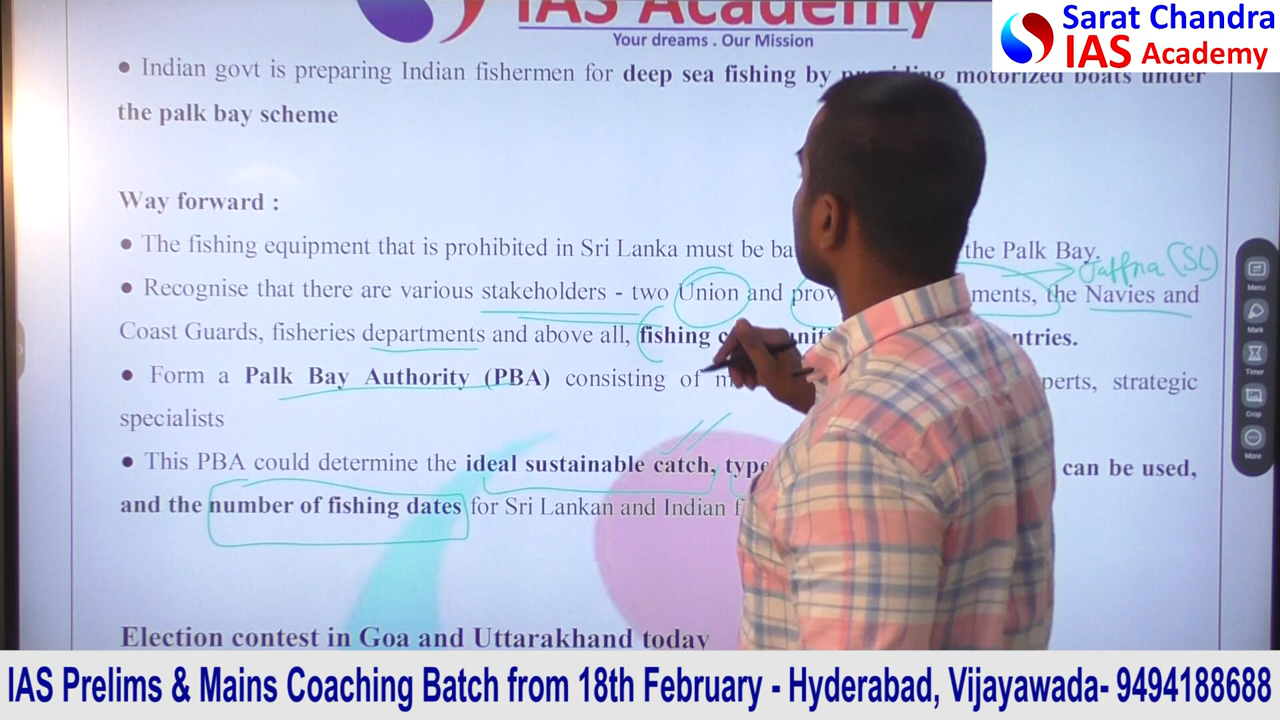 IAS Academy
Your dreams . Our Mission
Sarat Chandra
IAS Academy
• Indian govt is preparing Indian fishermen for deep sea fishing by providing motorized boats under
the palk bay scheme
Way forward :
• The fishing equipment that is prohibited in Sri Lanka must be the Palk Bay.
Jaffna (SL)
• Recognise that there are various stakeholders - two Union and the Navies and
Coast Guards, fisheries departments and above all, fishing
• Form a Palk Bay Authority (PBA) consisting of strategic
specialists
• This PBA could determine the ideal sustainable catch, can be used,
and the number of fishing dates for Sri Lankan and Indian
Election contest in Goa and Uttarakhand today
Menu
Mark
Timer
Crop
More
IAS Prelims & Mains Coaching Batch from 18th February - Hyderabad, Vijayawada- 9494188688